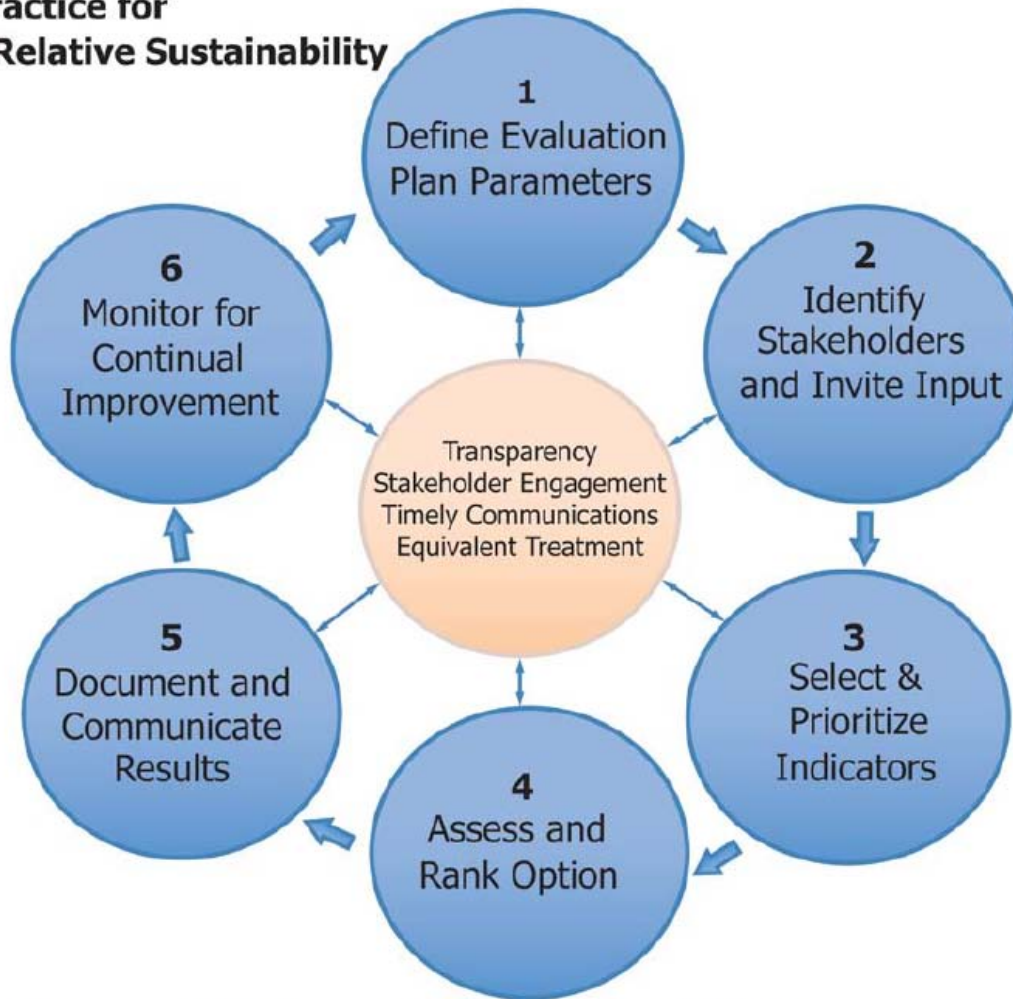 Relative Sustainability
1
Define Evaluation
Plan Parameters
2
Identify
Stakeholders
and Invite Input
3
Select &
Prioritize
Indicators
4
Assess and
Rank Option
5
Document and
Communicate
Results
6
Monitor for
Continual
Improvement
Transparency
Stakeholder Engagement
Timely Communications
Equivalent Treatment